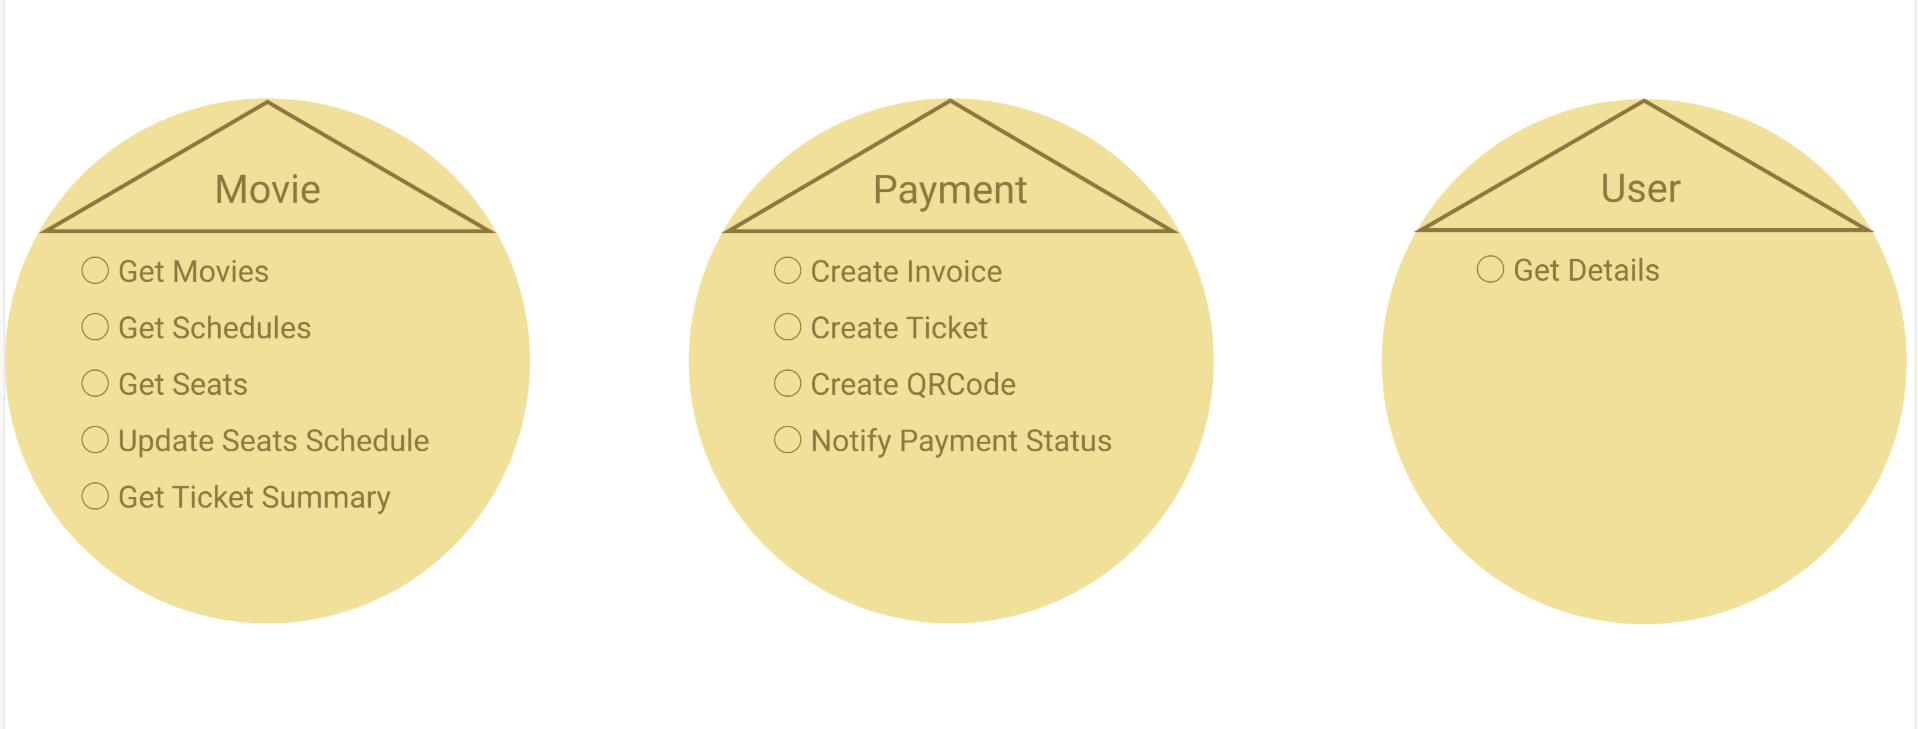 Movie
Get Movies
Get Schedules
Get Seats
Update Seats Schedule
Get Ticket Summary
Payment
Create Invoice
Create Ticket
Create QRCode
Notify Payment Status
User
Get Details